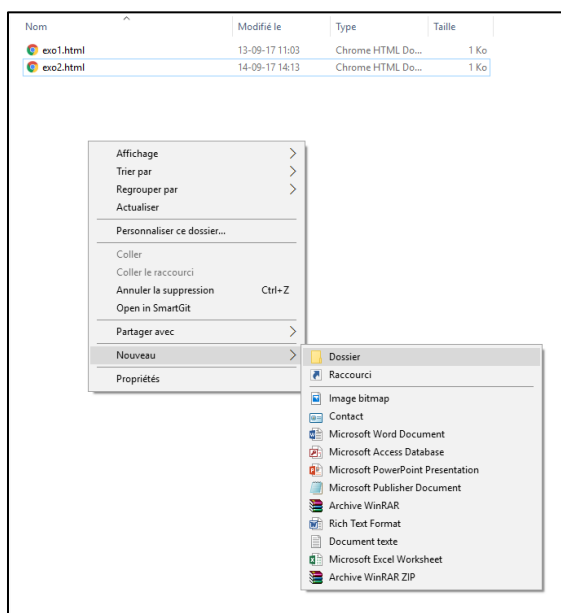 Nom Modifié le Type Taille
exo1.html 13-09-17 11:03 Chrome HTML Do... 1 Ko
exo2.html 14-09-17 14:13 Chrome HTML Do... 1 Ko
Affichage
Trier par
Regrouper par
Actualiser
Personnaliser ce dossier...
Coller
Coller le raccourci
Annuler la suppression Ctrl+Z
Open in SmartGit
Partager avec
Nouveau
Propriétés
Dossier
Raccourci
Image bitmap
Contact
Microsoft Word Document
Microsoft Access Database
Microsoft PowerPoint Presentation
Microsoft Publisher Document
Archive WinRAR
Rich Text Format
Document texte
Microsoft Excel Worksheet
Archive WinRAR ZIP